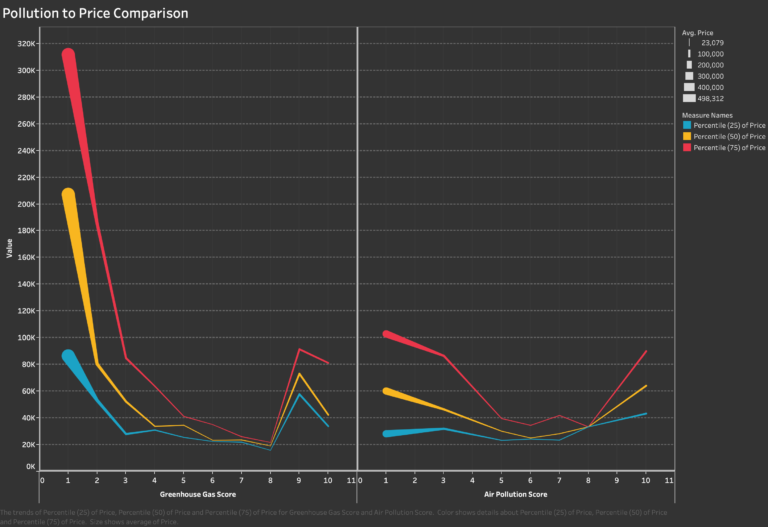 Pollution to Price Comparison
Avg. Price
23,079
100,000
200,000
300,000
400,000
498,312
Measure Names
Percentile (25) of Price
Percentile (50) of Price
Percentile (75) of Price
Value
320K
300K
280K
260K
240K
220K
200K
180K
160K
140K
120K
100K
80K
60K
40K
20K
0K
0 1 2 3 4 5 6 7 8 9 10 11
0 1 2 3 4 5 6 7 8 9 10 11
Greenhouse Gas Score
Air Pollution Score
The trends of Percentile (25) of Price, Percentile (50) of Price and Percentile (75) of Price for Greenhouse Gas Score and Air Pollution Score. Color shows details about Percentile (25) of Price, Percentile (50) of Price
and Percentile (75) of Price. Size shows average of Price.